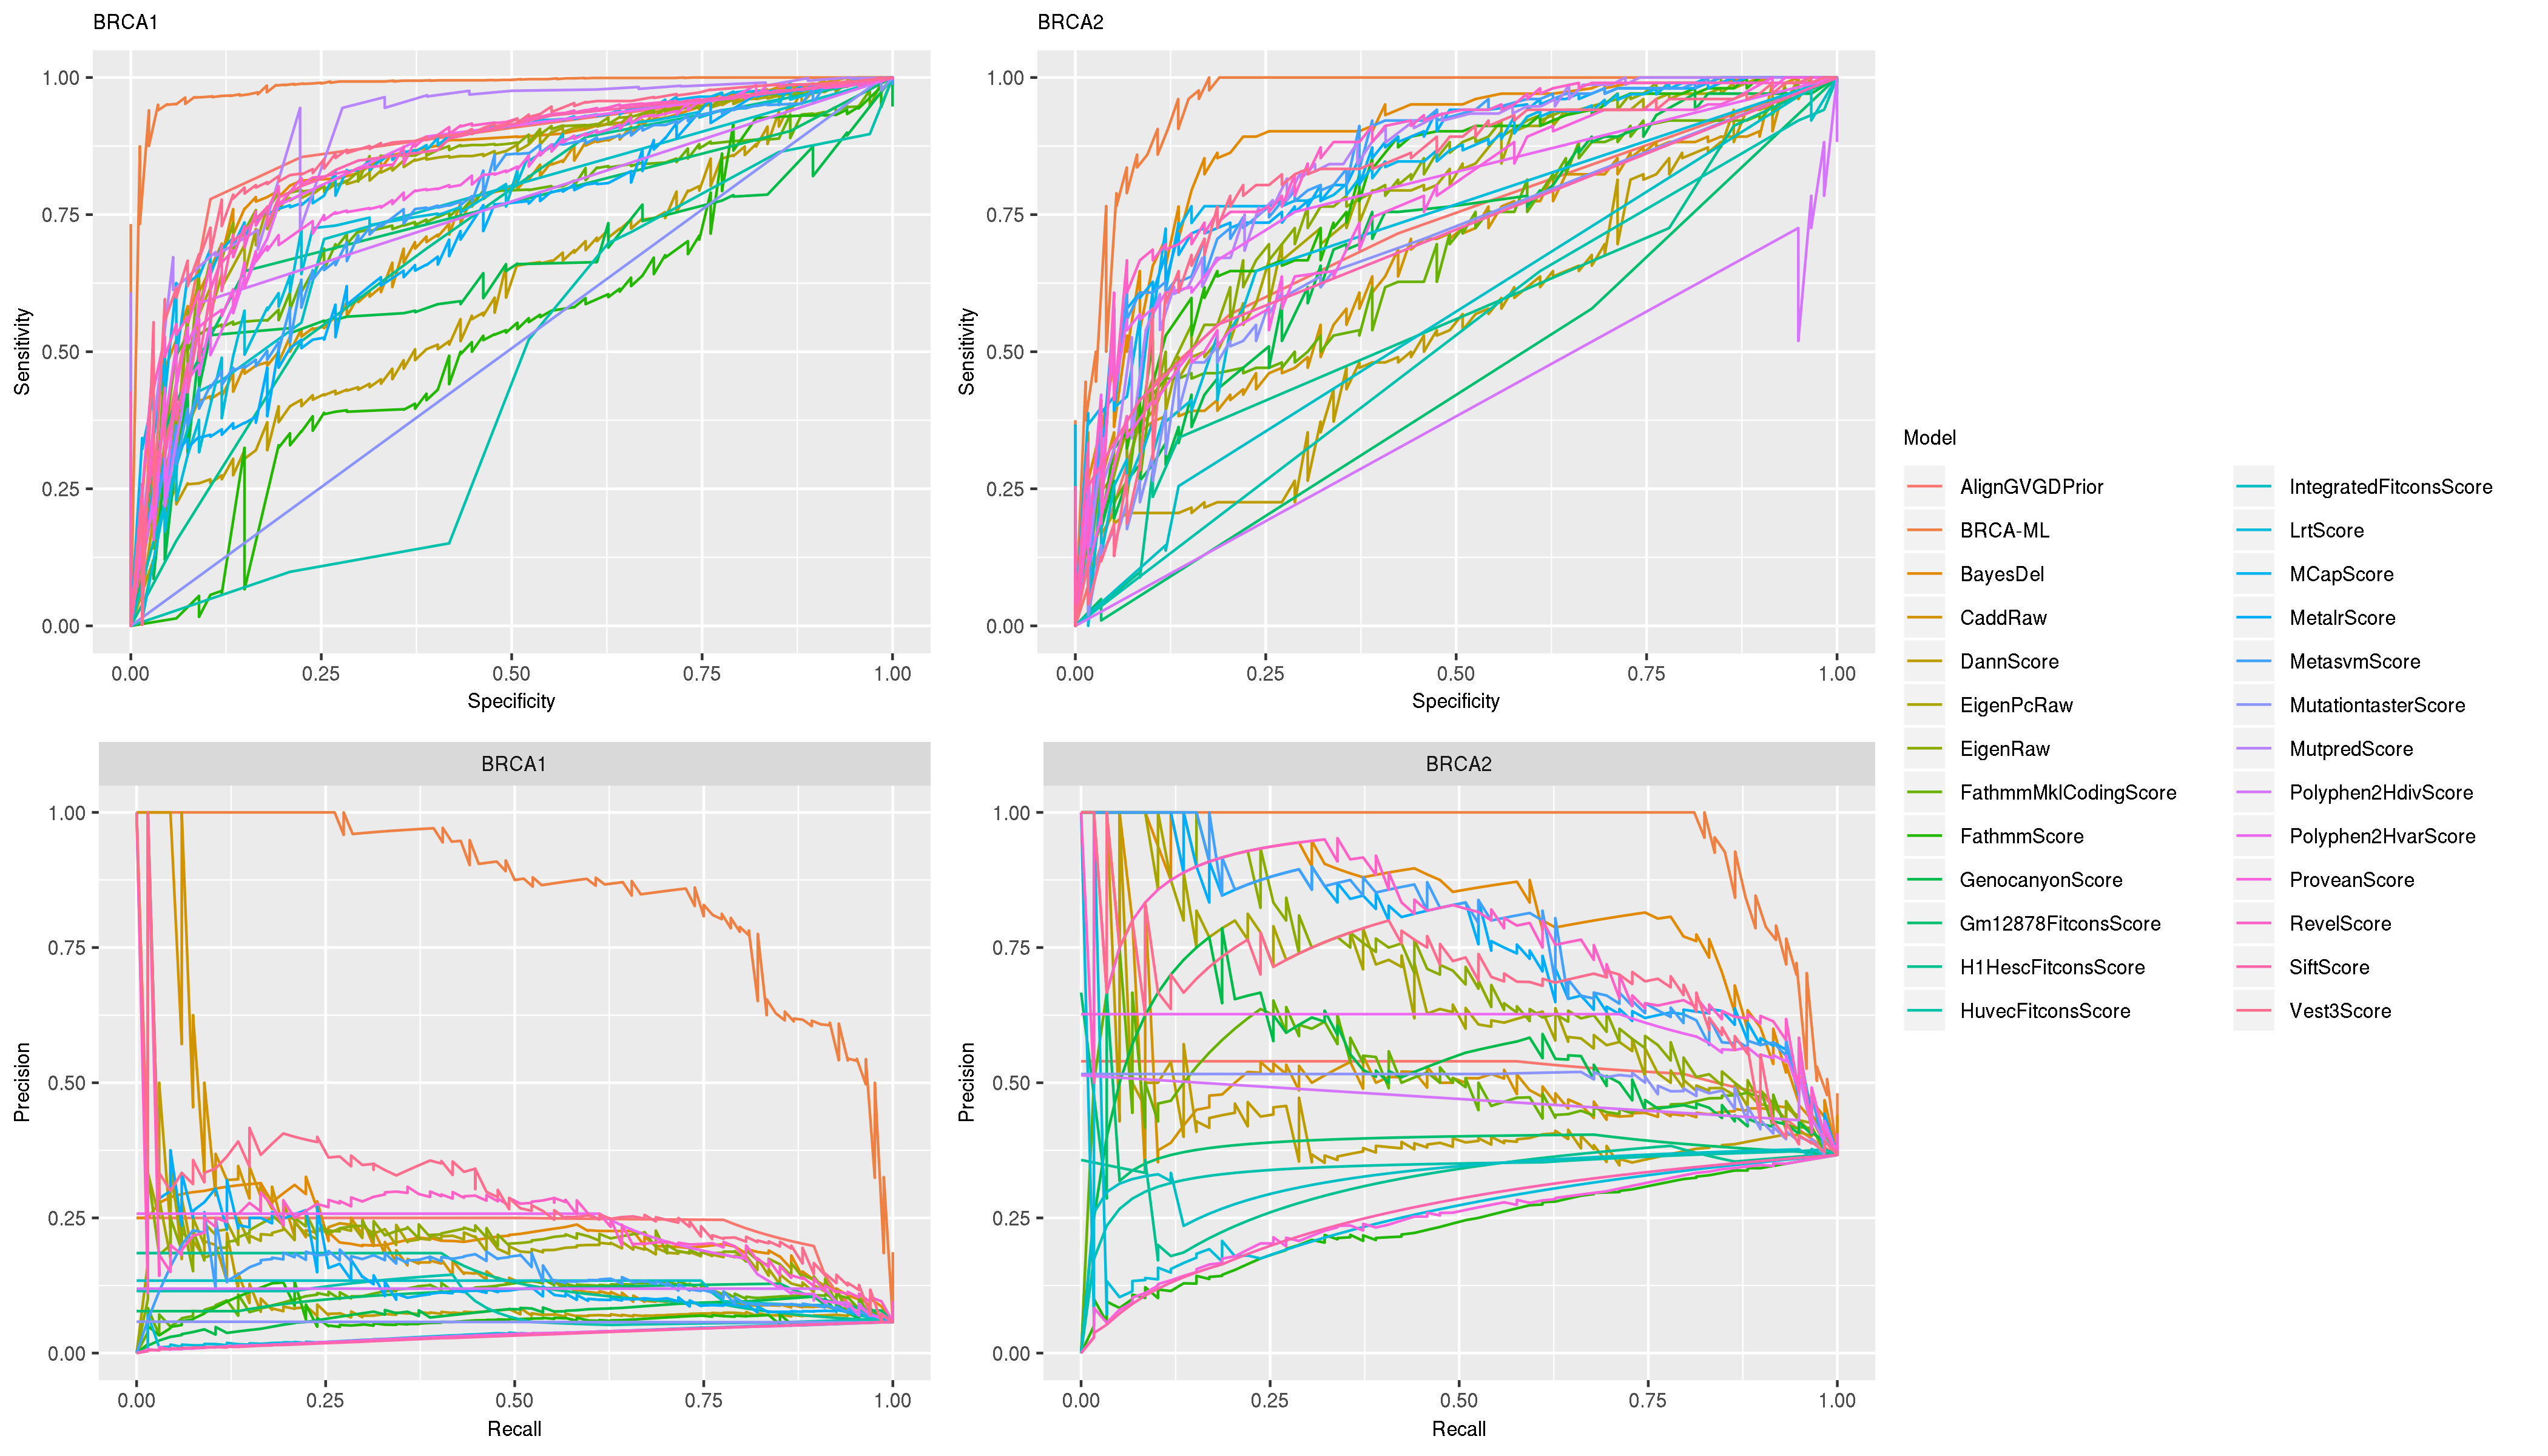 BRCA1
1.00
0.75
0.50
0.25
0.00
Sensitivity
0.00 0.25 0.50 0.75 1.00
Specificity
BRCA2
1.00
0.75
0.50
0.25
0.00
Sensitivity
0.00 0.25 0.50 0.75 1.00
Specificity
BRCA1
1.00
0.75
0.50
0.25
0.00
Precision
0.00 0.25 0.50 0.75 1.00
Recall
BRCA2
1.00
0.75
0.50
0.25
0.00
Precision
0.00 0.25 0.50 0.75 1.00
Recall
Model
AlignGVGDPrior
BRCA-ML
BayesDel
CaddRaw
DannScore
EigenPcRaw
EigenRaw
FathmmMklCodingScore
FathmmScore
GenocanyonScore
Gm12878FitconsScore
H1HescFitconsScore
HuvecFitconsScore
IntegratedFitconsScore
LrtScore
MCapScore
MetalrScore
MetasvmScore
MutationtasterScore
MutpredScore
Polyphen2HdivScore
Polyphen2HvarScore
ProveanScore
RevelScore
SiftScore
Vest3Score